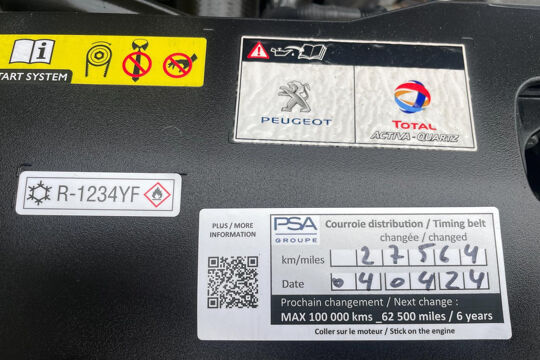 TART SYSTEM
PEUGEOT
TOTAL
ACTIVA-QUARTZ
R-1234YF
PLUS / MORE
INFORMATION
PSA
GROUPE
Courroie distribution / Timing belt
changée / changed
km/miles 27564
Date 040424
Prochain changement / Next change :
MAX 100 000 kms _62 500 miles / 6 years
Coller sur le moteur / Stick on the engine